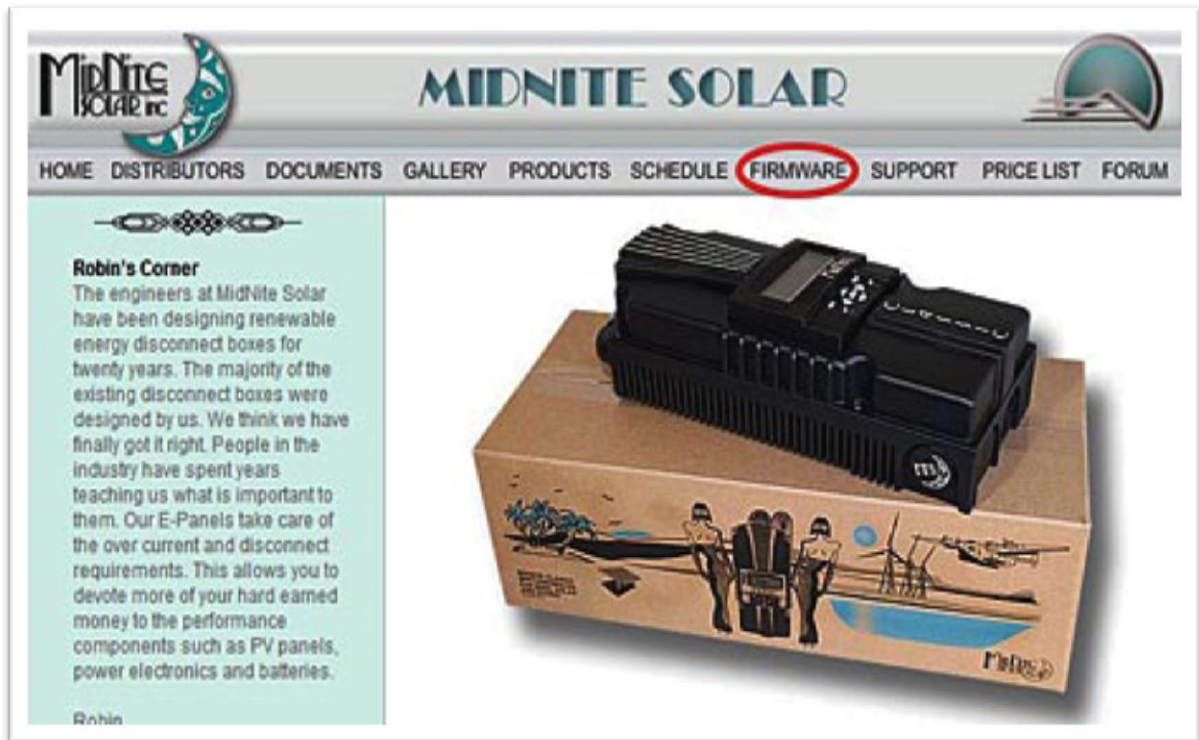 MIDNITE
SOLAR INC
MIDNITE SOLAR
HOME DISTRIBUTORS DOCUMENTS GALLERY PRODUCTS SCHEDULE FIRMWARE SUPPORT PRICE LIST FORUM
Robin's Corner
The engineers at MidNite Solar
have been designing renewable
energy disconnect boxes for
twenty years. The majority of the
existing disconnect boxes were
designed by us. We think we have
finally got it right. People in the
industry have spent years
teaching us what is important to
them. Our E-Panels take care of
the over current and disconnect
requirements. This allows you to
devote more of your hard earned
money to the performance
components such as PV panels,
power electronics and batteries.
Robin
CLASSIC
MIDNITE